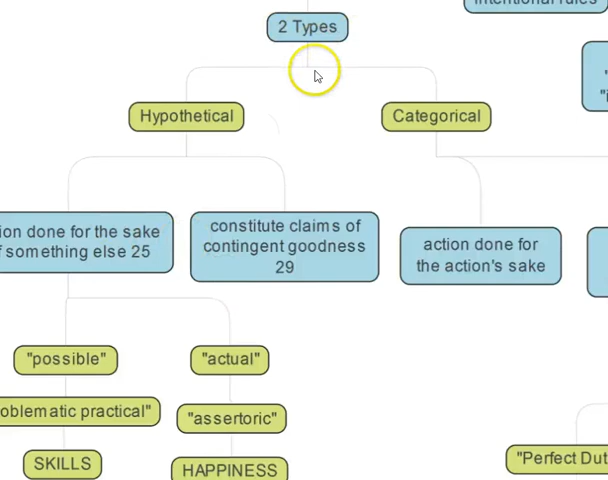 intentional rules
2 Types
Hypothetical
Categorical
ion done for the sake
f something else 25
constitute claims of
contingent goodness
29
action done for
the action's sake
"possible"
"actual"
oblematic practical"
"assertoric"
SKILLS
HAPPINESS
"Perfect Dut